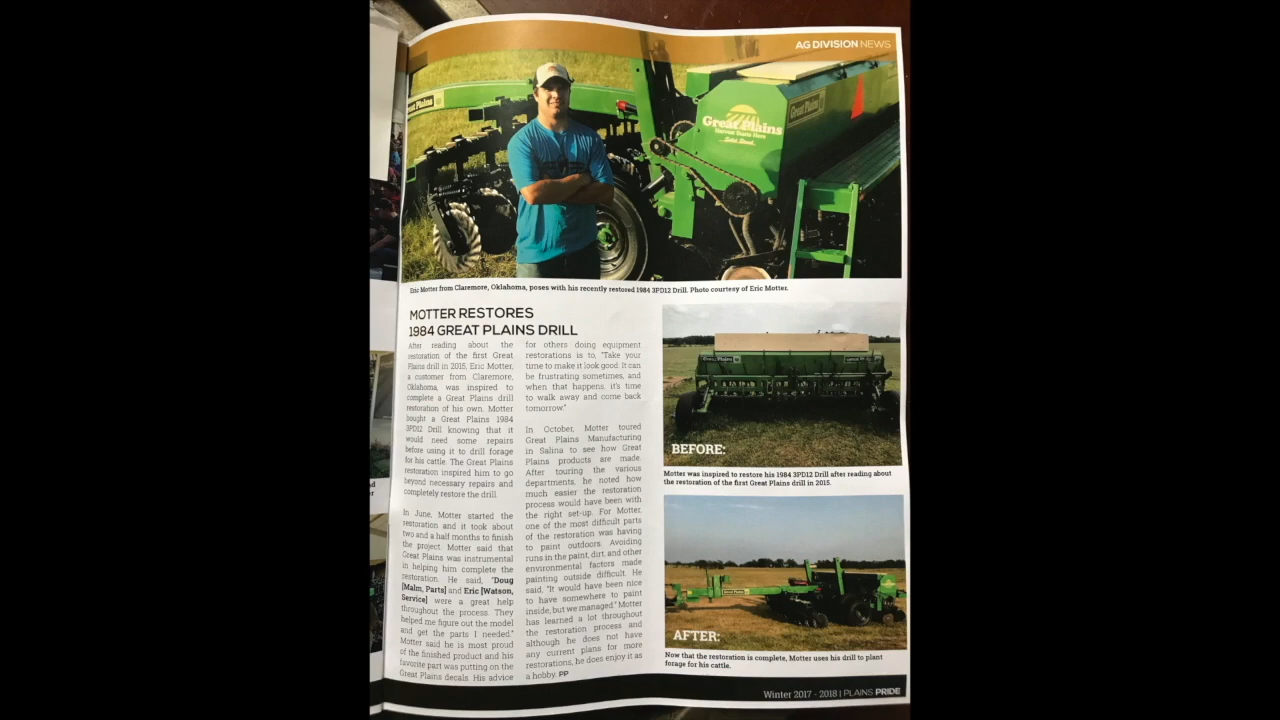 AG DIVISION NEWS
Great Plains
Great Plains
Great Plains
Harvest Starts Here
Solid Stand
Eric Motter from Claremore, Oklahoma, poses with his recently restored 1984 3PD12 Drill. Photo courtesy of Eric Motter.
MOTTER RESTORES
1984 GREAT PLAINS DRILL
After reading about the
restoration of the first Great
Plains drill in 2015, Eric Motter,
a customer from Claremore,
Oklahoma, was inspired to
complete a Great Plains drill
restoration of his own. Motter
bought a Great Plains 1984
3PD12 Drill knowing that it
would need some repairs
before using it to drill forage
for his cattle. The Great Plains
restoration inspired him to go
beyond necessary repairs and
completely restore the drill.
In June, Motter started the
restoration and it took about
two and a half months to finish
the project. Motter said that
Great Plains was instrumental
in helping him complete the
restoration. He said, "Doug
[Malm, Parts] and Eric [Watson,
Service] were a great help
throughout the process. They
helped me figure out the model
and get the parts I needed."
Motter said he is most proud
of the finished product and his
favorite part was putting on the
Great Plains decals. His advice
for others doing equipment
restorations is to, "Take your
time to make it look good. It can
be frustrating sometimes, and
when that happens, it's time
to walk away and come back
tomorrow."
In October, Motter toured
Great Plains Manufacturing
in Salina to see how Great
Plains products are made.
After touring the various
departments, he noted how
much easier the restoration
process would have been with
the right set-up. For Motter,
one of the most difficult parts
of the restoration was having
to paint outdoors. Avoiding
runs in the paint, dirt, and other
environmental factors made
painting outside difficult. He
said, "It would have been nice
to have somewhere to paint
inside, but we managed." Motter
has learned a lot throughout
the restoration process and
although he does not have
any current plans for more
restorations, he does enjoy it as
a hobby. PP
Great Plains
BEFORE:
Motter was inspired to restore his 1984 3PD12 Drill after reading about
the restoration of the first Great Plains drill in 2015.
Great Plains
AFTER:
Now that the restoration is complete, Motter uses his drill to plant
forage for his cattle.
Winter 2017 - 2018 | PLAINS PRIDE